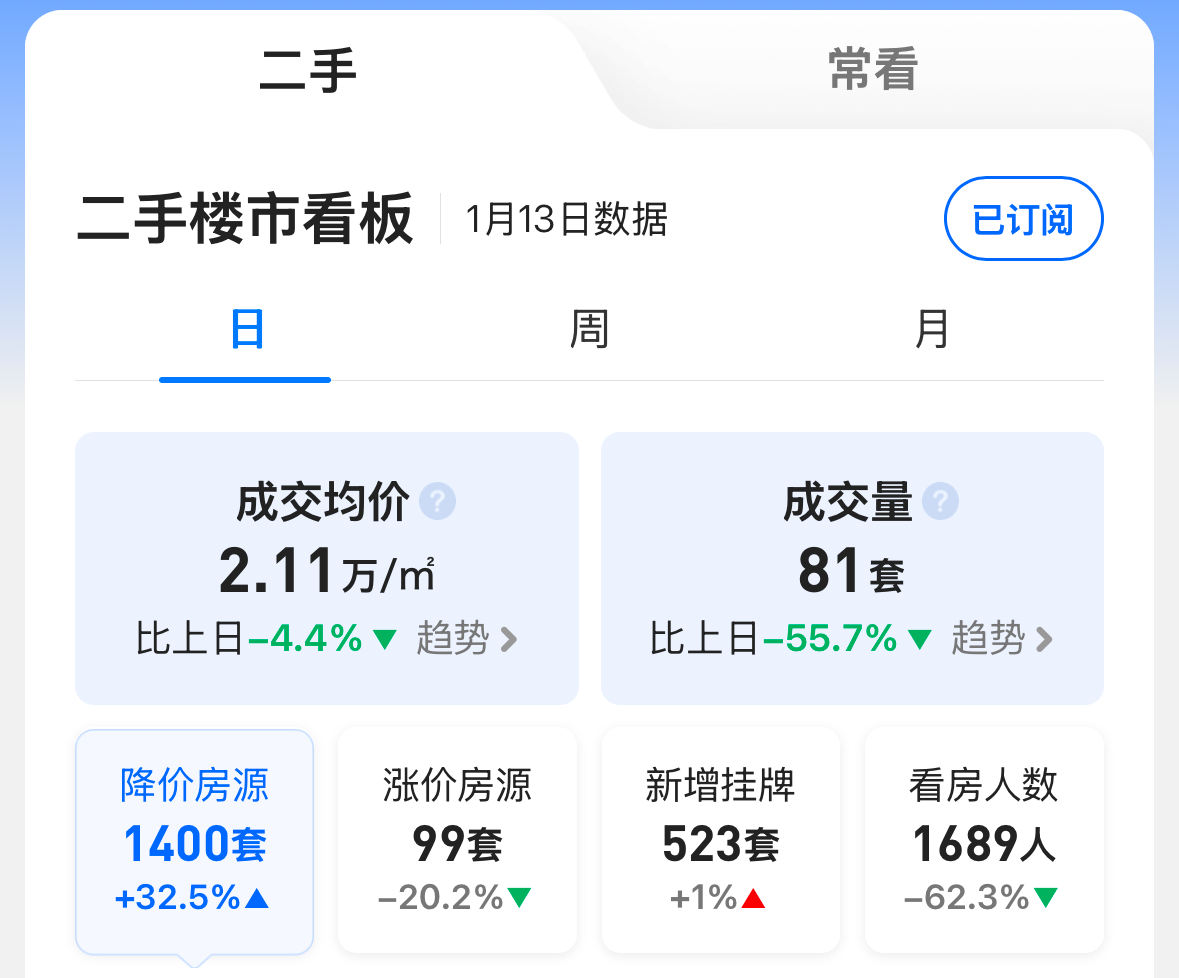 二手 常看
二手楼市看板 1月13日数据 已订阅
日 周 月
成交均价 ? 成交量 ?
2.11万/㎡ 81套
比上日-4.4%▼ 趋势 > 比上日-55.7%▼ 趋势 >
降价房源 涨价房源 新增挂牌 看房人数
1400套 99套 523套 1689人
+32.5%▲ -20.2%▼ +1%▲ -62.3%▼